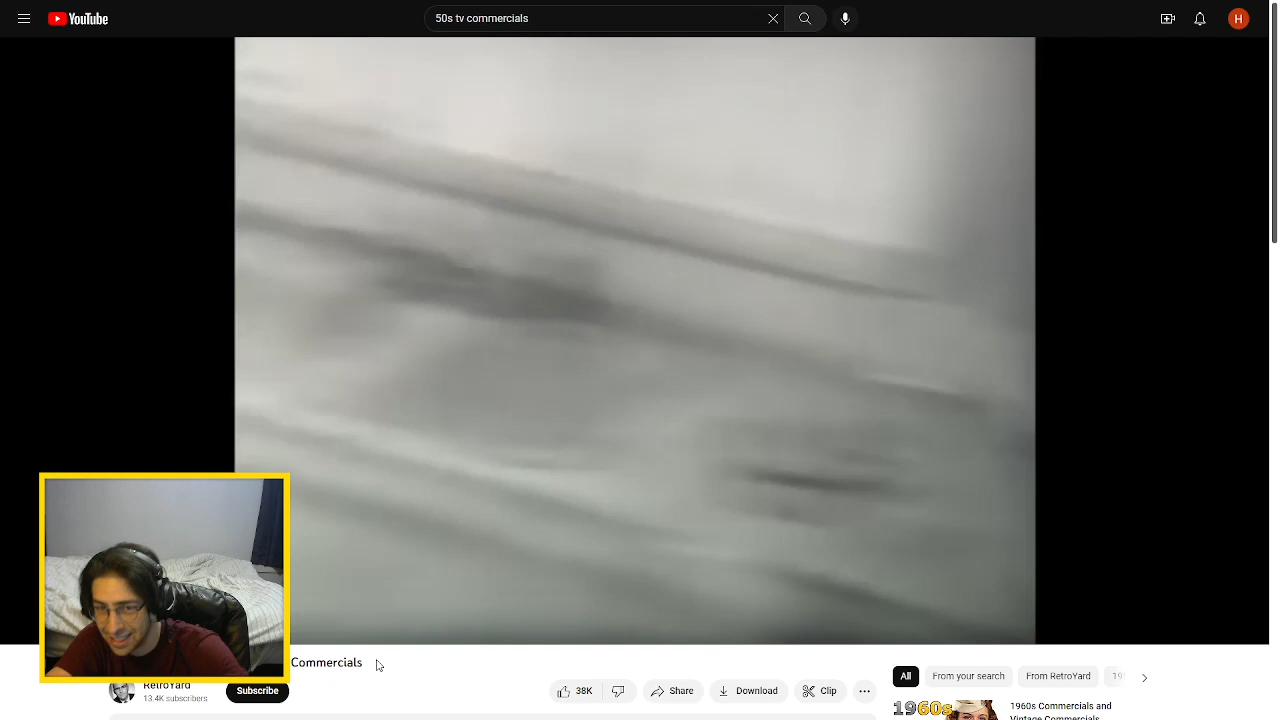 YouTube
50s tv commercials
H
Commercials
RetroYard
13.4K subscribers
Subscribe
38K
Share
Download
Clip
All
From your search
From RetroYard
1960s
1960s Commercials and
Vintage Commercials